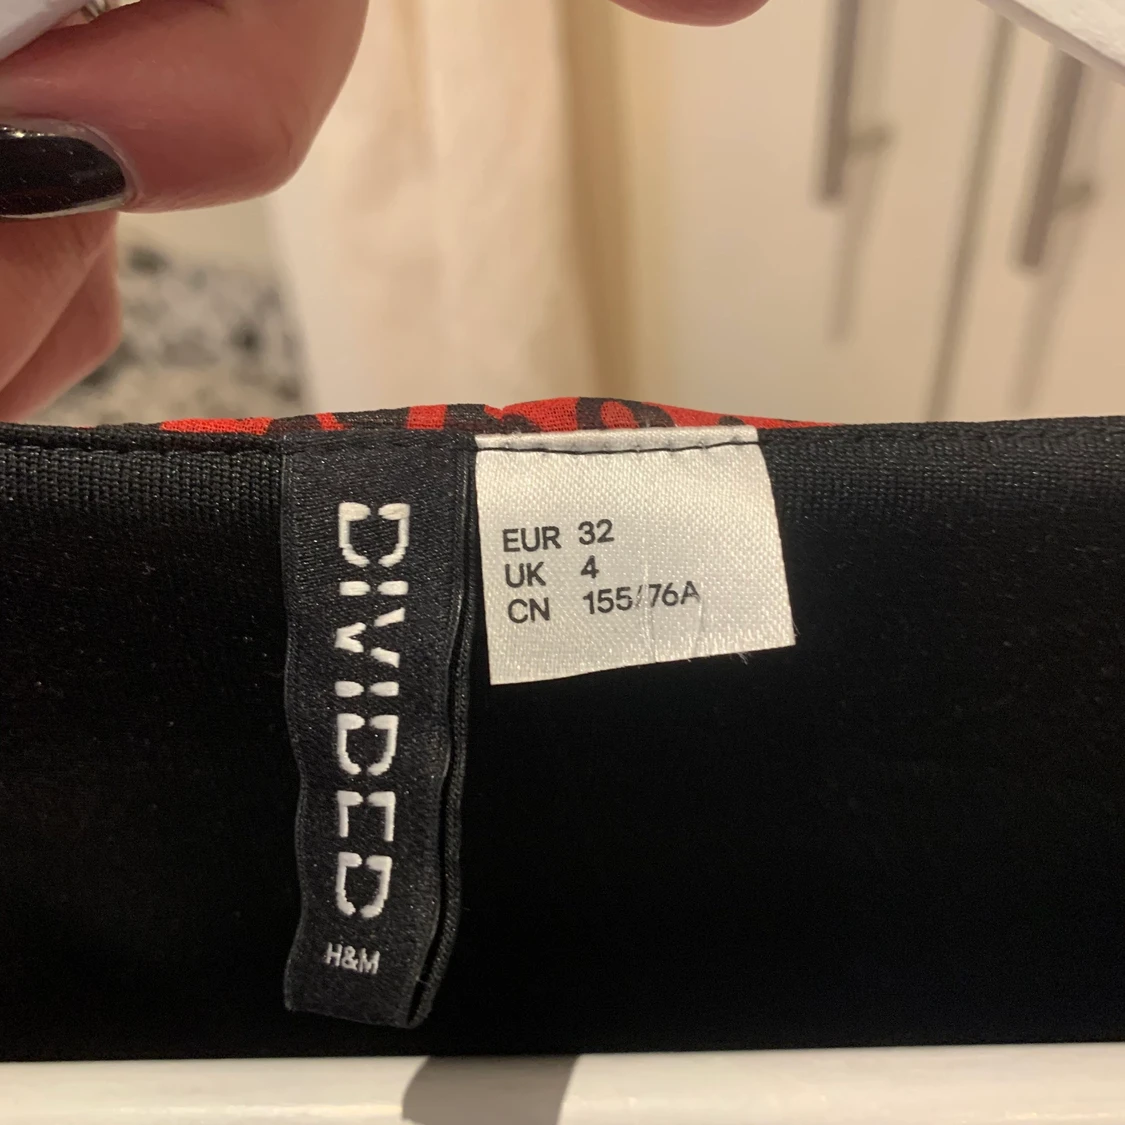 DIVIDED
H&M
EUR 32
UK 4
CN 155/76A